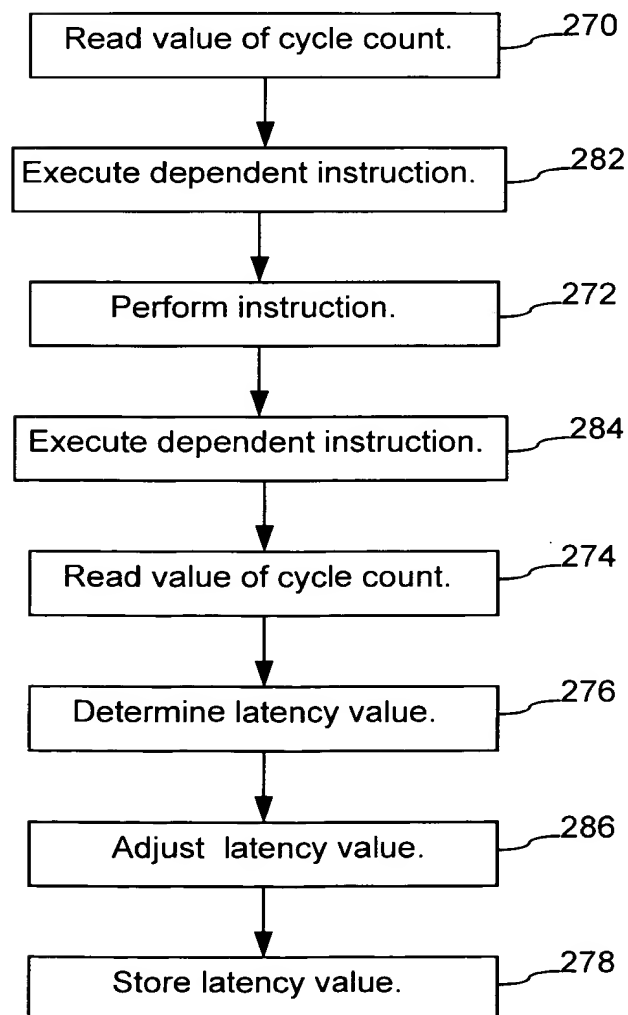 Read value of cycle count.
270
Execute dependent instruction.
282
Perform instruction.
272
Execute dependent instruction.
284
Read value of cycle count.
274
Determine latency value.
276
Adjust latency value.
286
Store latency value.
278